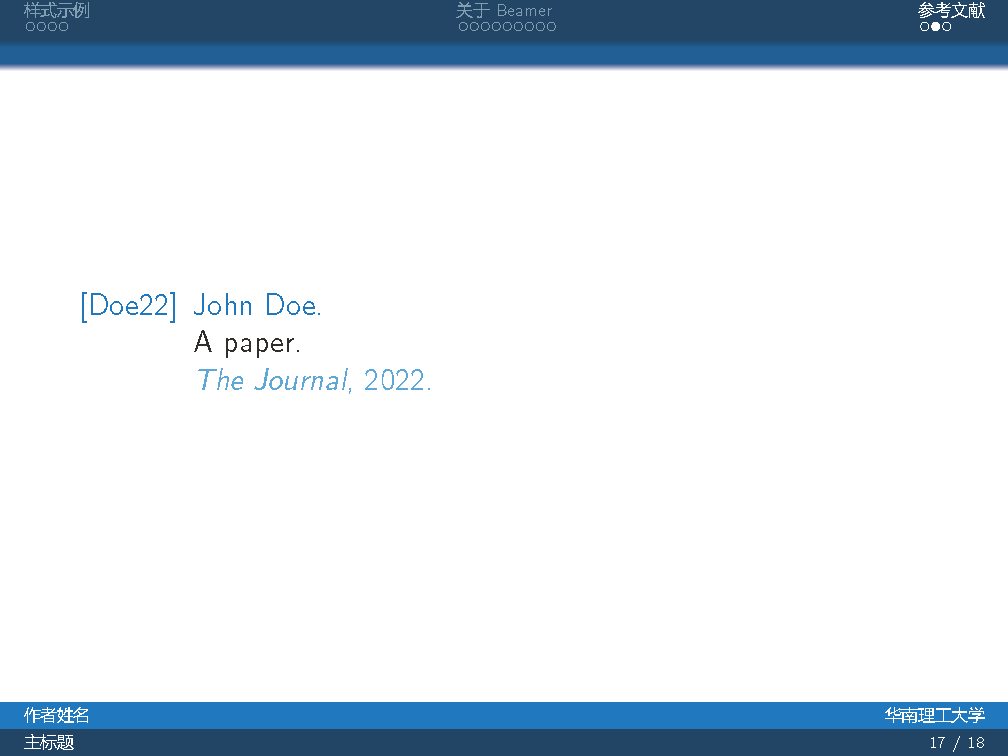 样式示例
关于 Beamer
参考文献
[Doe22] John Doe.
A paper.
The Journal, 2022.
作者姓名
华南理工大学
主标题
17 / 18